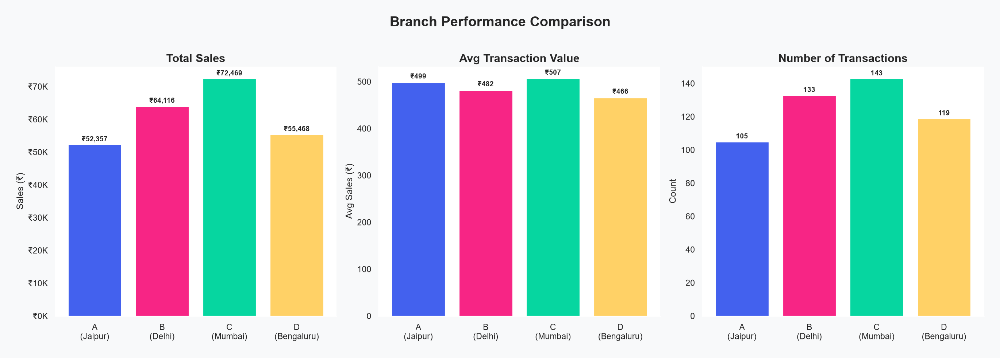 Branch Performance Comparison
Total Sales
Sales (₹)
₹70K
₹60K
₹50K
₹40K
₹30K
₹20K
₹10K
₹0K
₹52,357
₹64,116
₹72,469
₹55,468
A
(Jaipur)
B
(Delhi)
C
(Mumbai)
D
(Bengaluru)
Avg Transaction Value
Avg Sales (₹)
500
400
300
200
100
0
₹499
₹482
₹507
₹466
A
(Jaipur)
B
(Delhi)
C
(Mumbai)
D
(Bengaluru)
Number of Transactions
Count
140
120
100
80
60
40
20
0
105
133
143
119
A
(Jaipur)
B
(Delhi)
C
(Mumbai)
D
(Bengaluru)